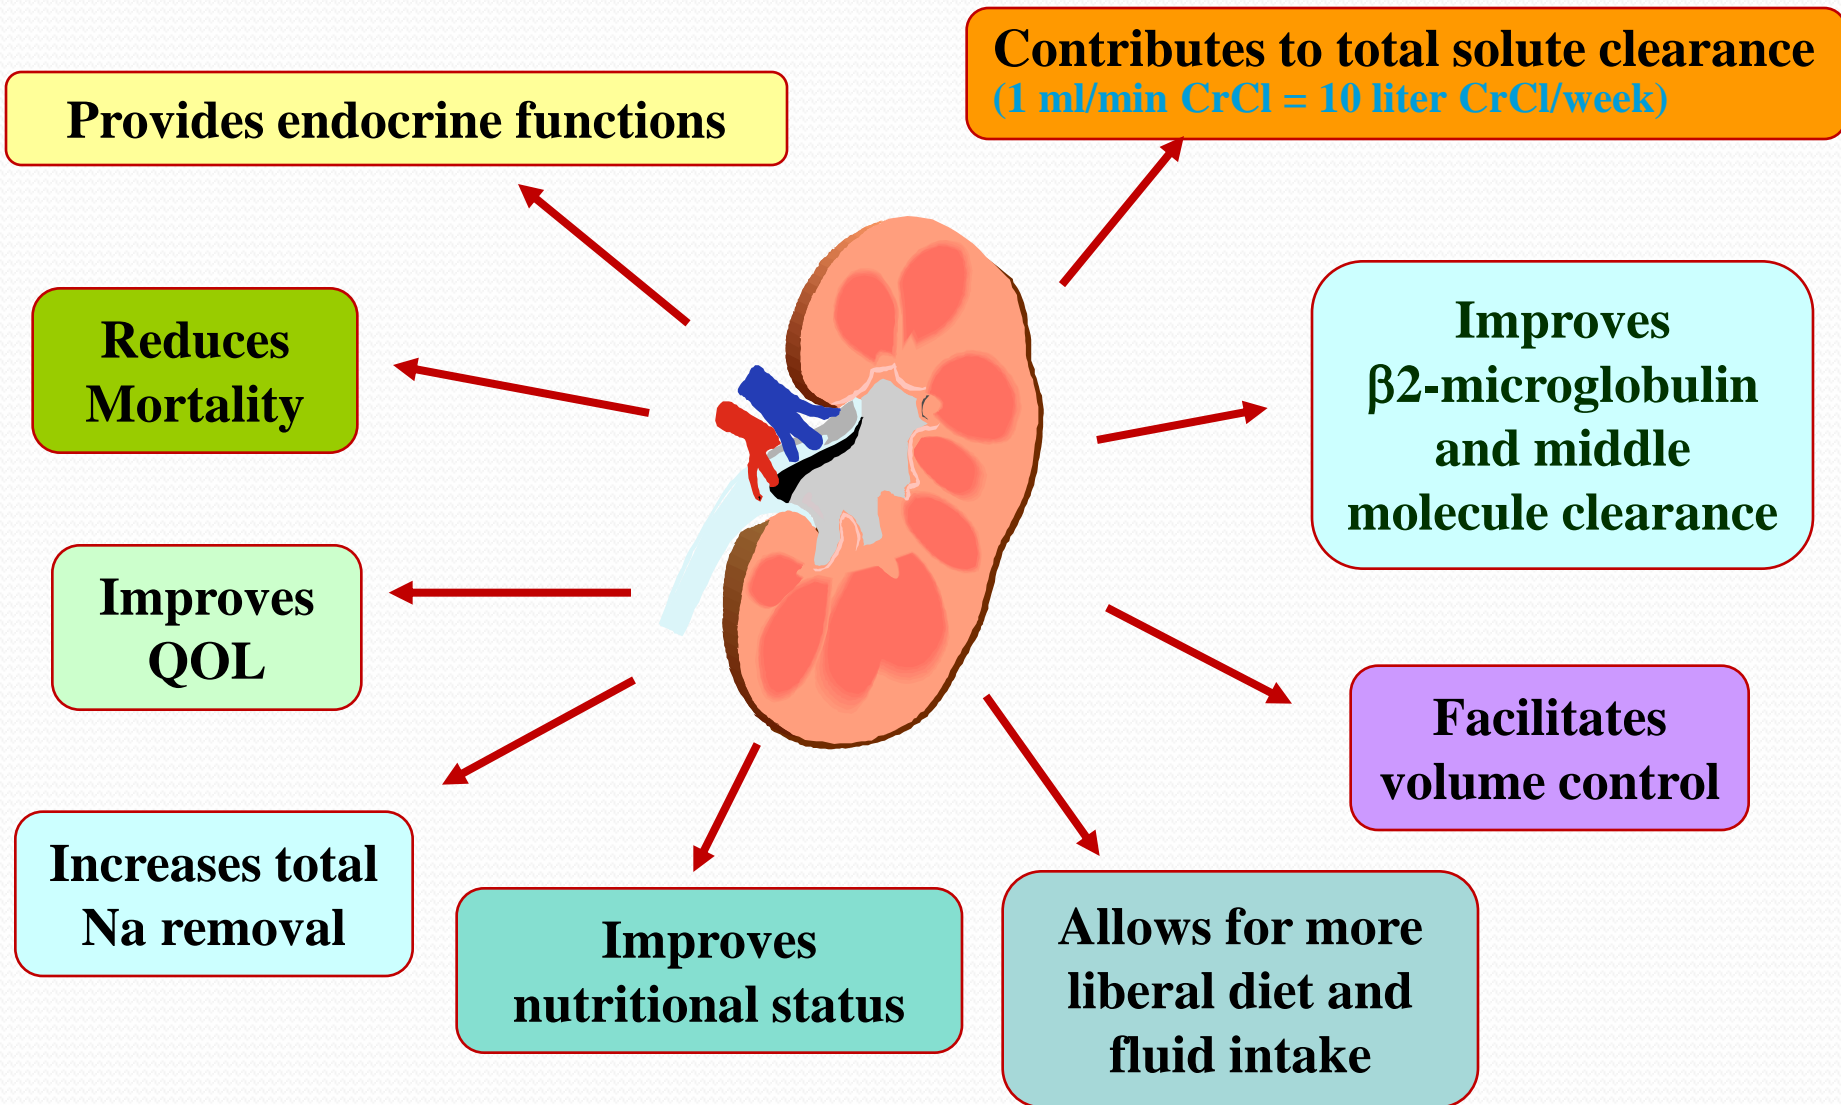 Contributes to total solute clearance
(1 ml/min CrCl = 10 liter CrCl/week)
Provides endocrine functions
Reduces
Mortality
Improves
β2-microglobulin
and middle
molecule clearance
Improves
QOL
Facilitates
volume control
Increases total
Na removal
Improves
nutritional status
Allows for more
liberal diet and
fluid intake